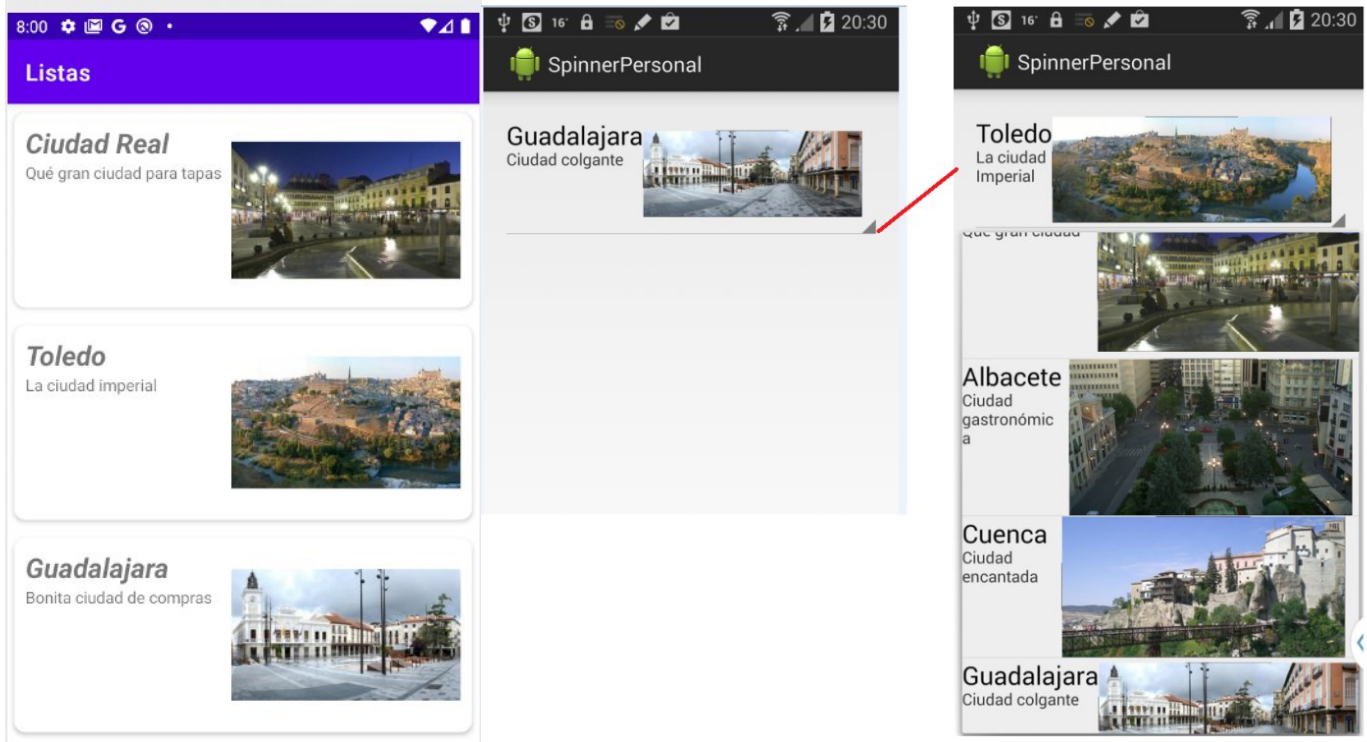 8:00
Listas
Ciudad Real
Qué gran ciudad para tapas
Toledo
La ciudad imperial
Guadalajara
Bonita ciudad de compras
S 16° 20:30
SpinnerPersonal
Guadalajara
Ciudad colgante
S 16° 20:30
SpinnerPersonal
Toledo
La ciudad
Imperial
Que gran ciudad
Albacete
Ciudad
gastronómic
a
Cuenca
Ciudad
encantada
Guadalajara
Ciudad colgante